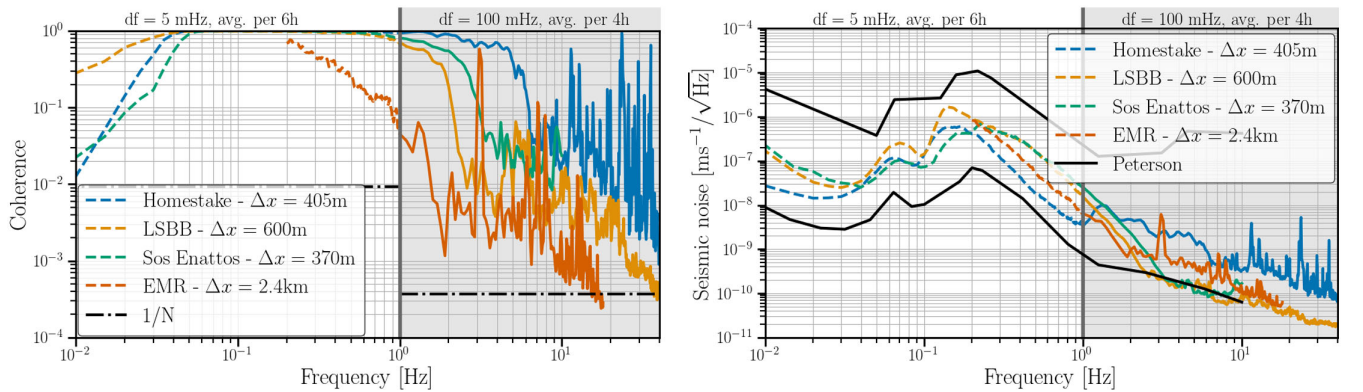 df = 5 mHz, avg. per 6h
df = 100 mHz, avg. per 4h
10^0
10^-1
10^-2
10^-3
10^-4
Coherence
Homestake - Δx = 405m
LSBB - Δx = 600m
Sos Enattos - Δx = 370m
EMR - Δx = 2.4km
1/N
10^-2
10^-1
10^0
10^1
Frequency [Hz]
df = 5 mHz, avg. per 6h
df = 100 mHz, avg. per 4h
10^-5
10^-6
10^-7
10^-8
10^-9
10^-10
10^-11
Seismic noise [ms^-1/√Hz]
Homestake - Δx = 405m
LSBB - Δx = 600m
Sos Enattos - Δx = 370m
EMR - Δx = 2.4km
Peterson
10^-2
10^-1
10^0
10^1
Frequency [Hz]